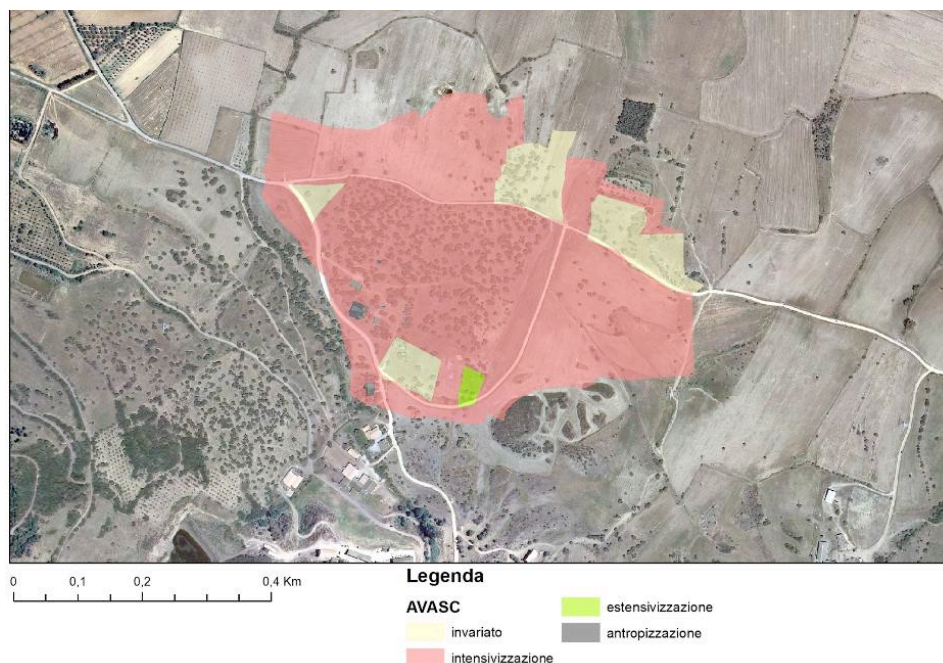 0 0,1 0,2 0,4 Km
Legenda
AVASC
invariato
intensivizzazione
estensivizzazione
antropizzazione